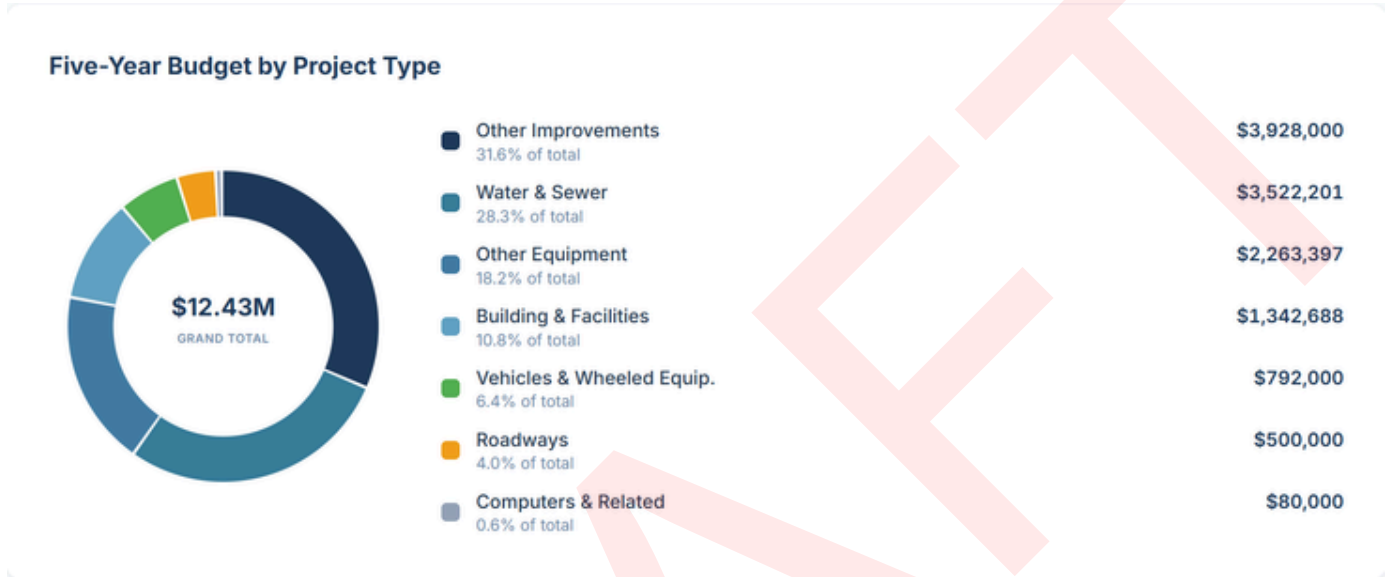 Five-Year Budget by Project Type
$12.43M
GRAND TOTAL
Other Improvements $3,928,000
31.6% of total
Water & Sewer $3,522,201
28.3% of total
Other Equipment $2,263,397
18.2% of total
Building & Facilities $1,342,688
10.8% of total
Vehicles & Wheeled Equip. $792,000
6.4% of total
Roadways $500,000
4.0% of total
Computers & Related $80,000
0.6% of total
AFT